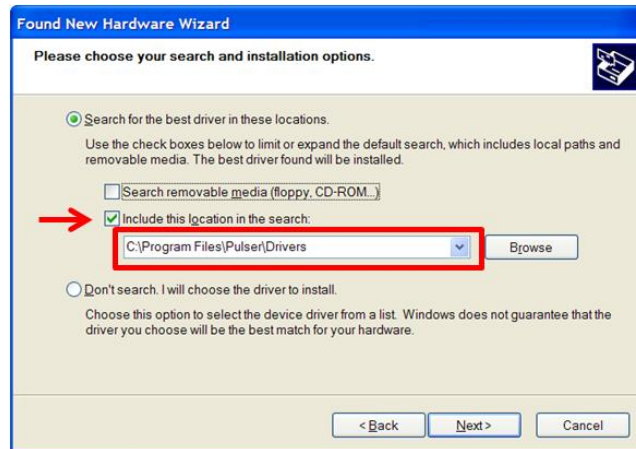 Found New Hardware Wizard
Please choose your search and installation options.
Search for the best driver in these locations.
Use the check boxes below to limit or expand the default search, which includes local paths and
removable media. The best driver found will be installed.
Search removable media (floppy, CD-ROM...)
Include this location in the search:
C:\Program Files\Pulser\Drivers
Browse
Don't search. I will choose the driver to install.
Choose this option to select the device driver from a list. Windows does not guarantee that the
driver you choose will be the best match for your hardware.
< Back Next > Cancel